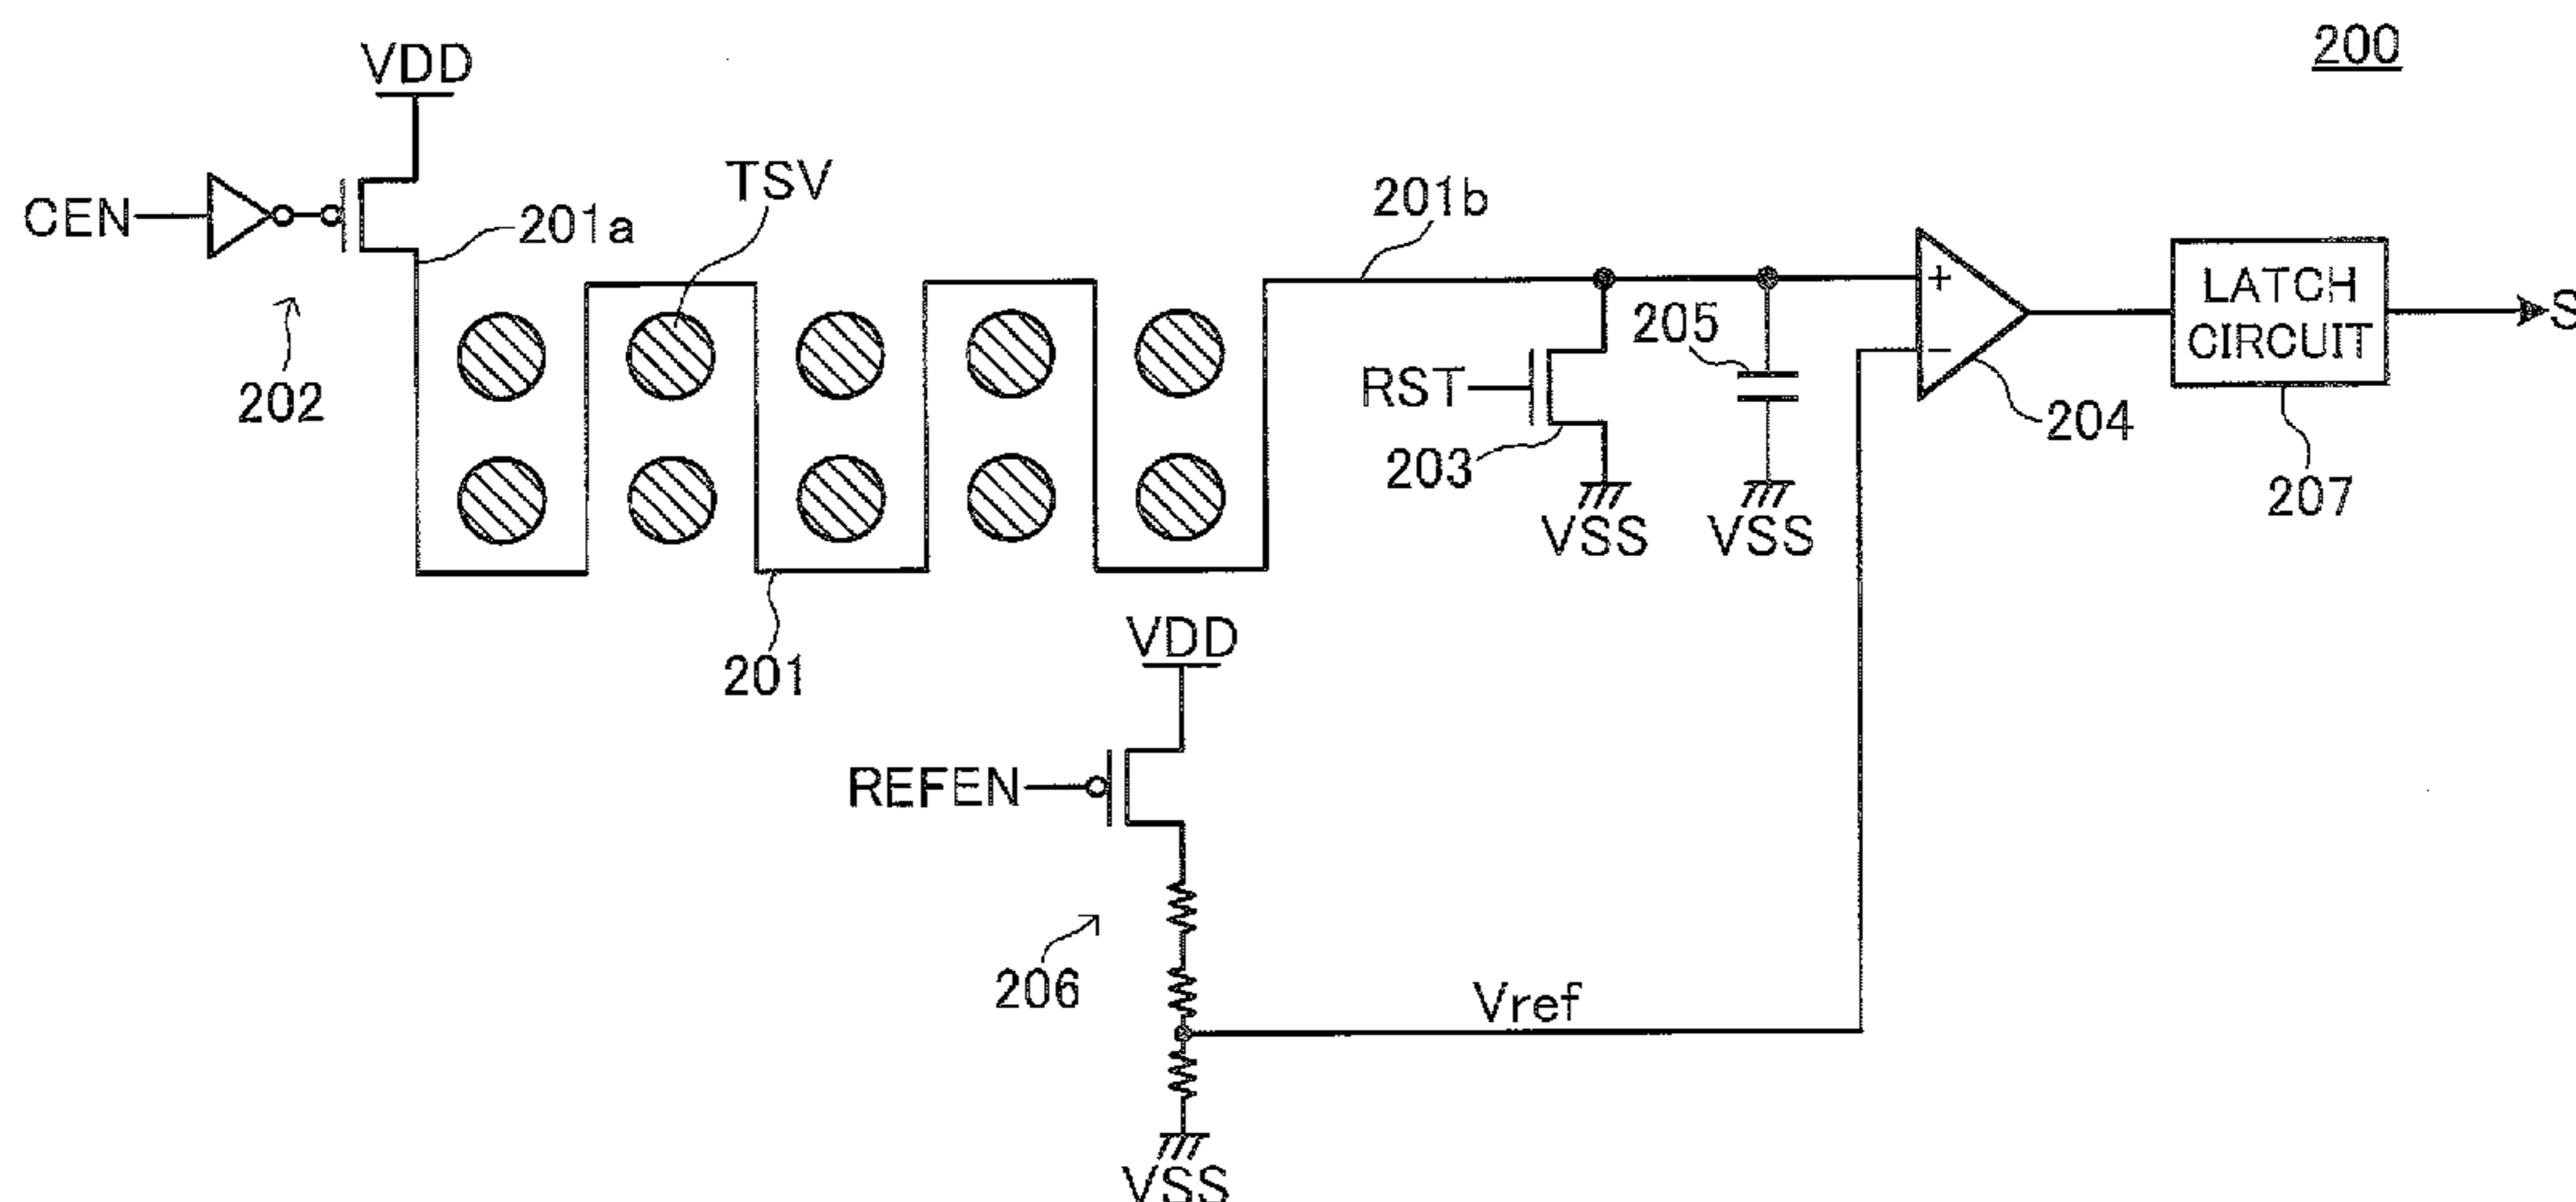 200
VDD
CEN
201a
202
TSV
201b
201
RST
203
VSS
205
VSS
+
−
204
LATCH
CIRCUIT
207
S
VDD
REFEN
206
Vref
VSS